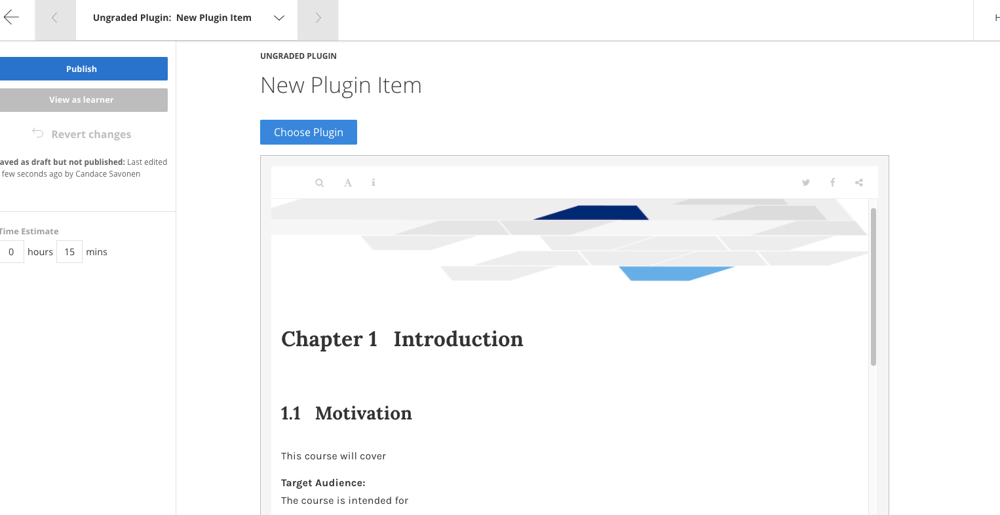 Ungraded Plugin: New Plugin Item
H
Publish
View as learner
Revert changes
aved as draft but not published: Last edited
few seconds ago by Candace Savonen
Time Estimate
0 hours 15 mins
UNGRADED PLUGIN
New Plugin Item
Choose Plugin
A
Chapter 1 Introduction
1.1 Motivation
This course will cover
Target Audience:
The course is intended for